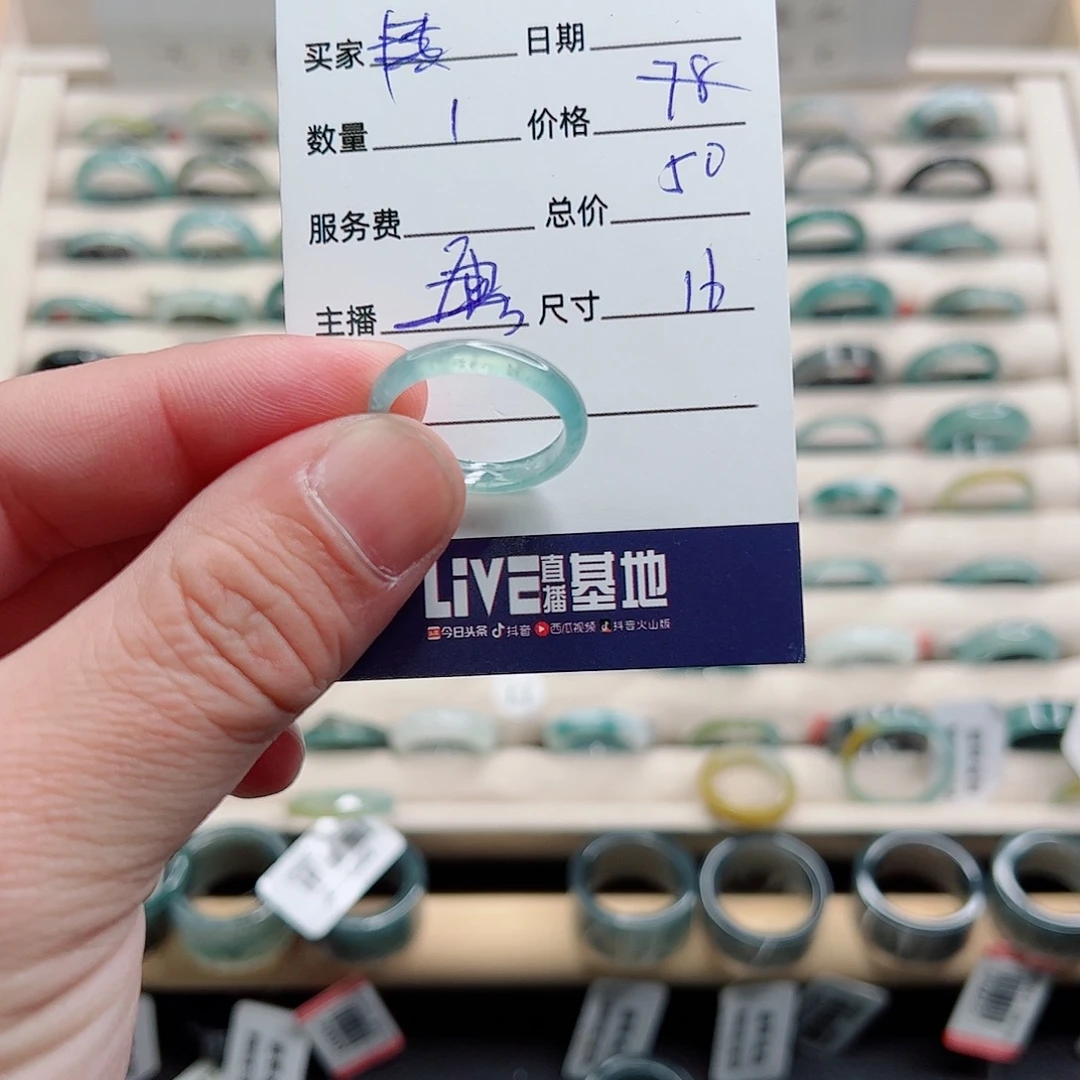 买家 日期
数量 1 价格 78
50
服务费 总价
主播 尺寸 16
LiVE直播基地
今日头条 抖音 西瓜视频 抖音火山版